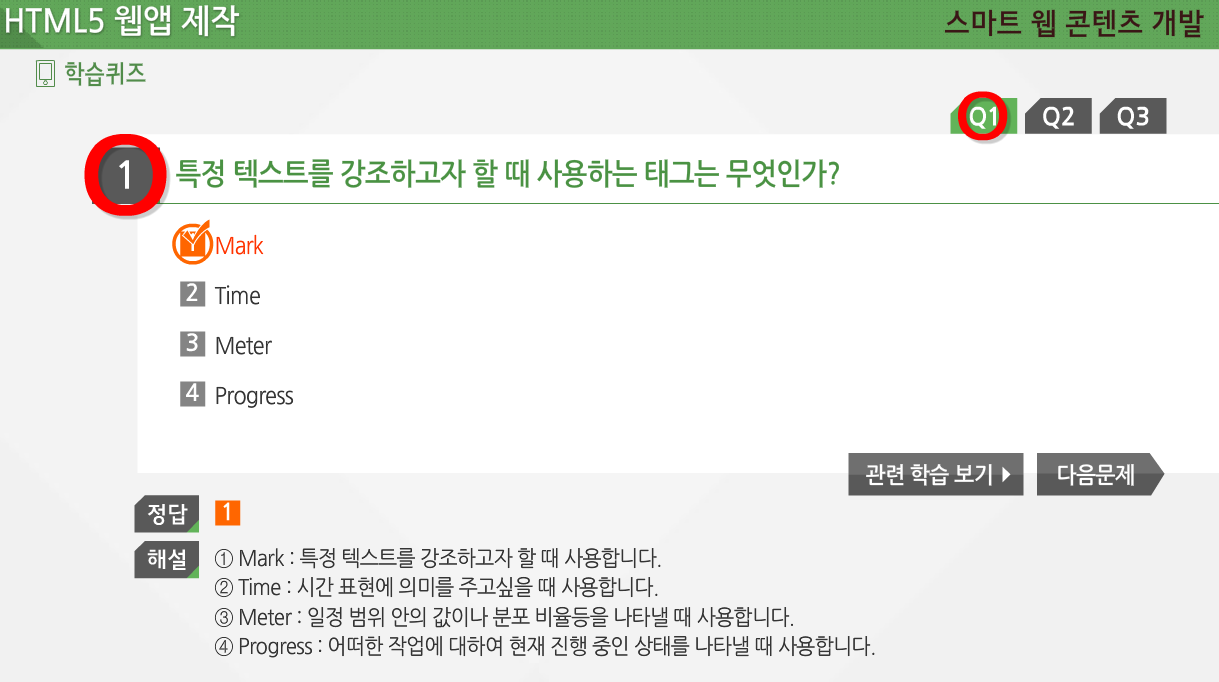 HTML5 웹앱 제작
스마트 웹 콘텐츠 개발
학습퀴즈
Q1 Q2 Q3
1 특정 텍스트를 강조하고자 할 때 사용하는 태그는 무엇인가?
Mark
2 Time
3 Meter
4 Progress
관련 학습 보기
다음문제
정답 1
해설 ① Mark : 특정 텍스트를 강조하고자 할 때 사용합니다.
② Time : 시간 표현에 의미를 주고싶을 때 사용합니다.
③ Meter : 일정 범위 안의 값이나 분포 비율등을 나타낼 때 사용합니다.
④ Progress : 어떠한 작업에 대하여 현재 진행 중인 상태를 나타낼 때 사용합니다.